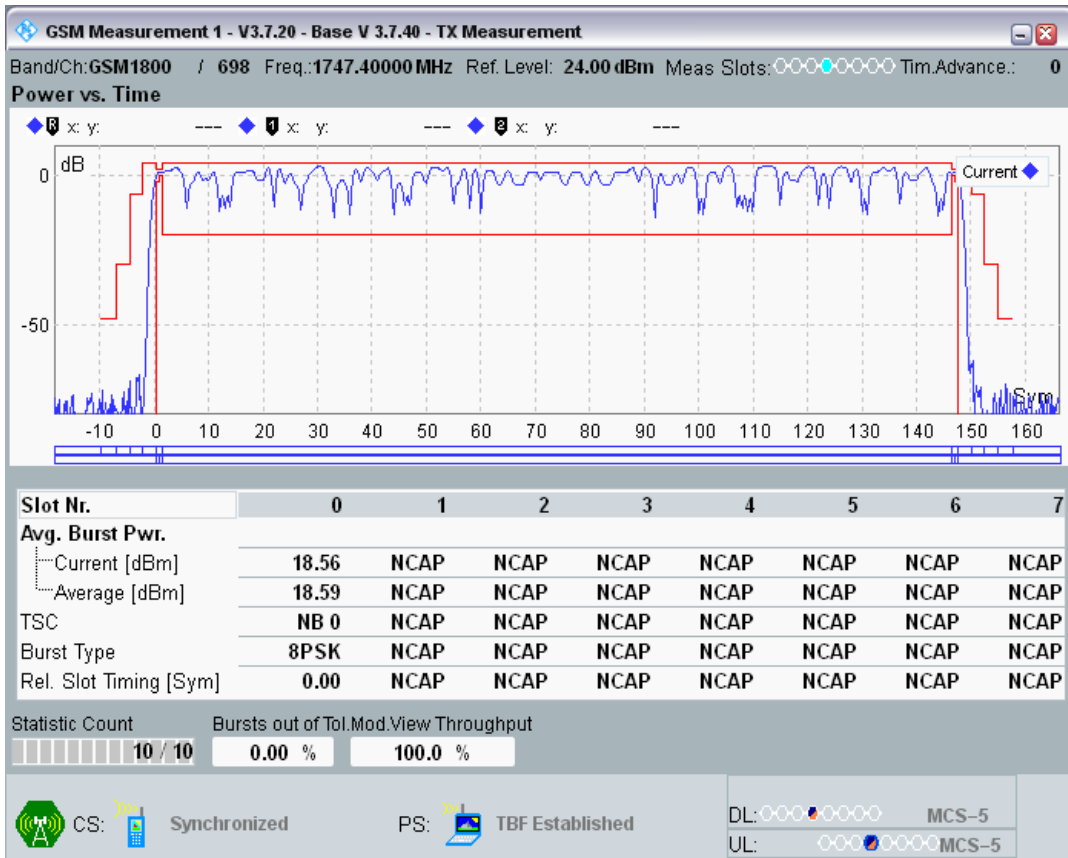 GSM Measurement 1 - V3.7.20 - Base V 3.7.40 - TX Measurement
Band/Ch:GSM1800 / 698 Freq.:1747.40000 MHz Ref. Level: 24.00 dBm Meas Slots: Tim.Advance.: 0
Power vs. Time
R x: y: --- 1 x: y: --- 2 x: y: ---
dB
Current
0
-50
Sym
-10 0 10 20 30 40 50 60 70 80 90 100 110 120 130 140 150 160
Slot Nr. 0 1 2 3 4 5 6 7
Avg. Burst Pwr.
Current [dBm] 18.56 NCAP NCAP NCAP NCAP NCAP NCAP NCAP
Average [dBm] 18.59 NCAP NCAP NCAP NCAP NCAP NCAP NCAP
TSC NB 0 NCAP NCAP NCAP NCAP NCAP NCAP NCAP
Burst Type 8PSK NCAP NCAP NCAP NCAP NCAP NCAP NCAP
Rel. Slot Timing [Sym] 0.00 NCAP NCAP NCAP NCAP NCAP NCAP NCAP
Statistic Count Bursts out of Tol.Mod.View Throughput
10 / 10 0.00 % 100.0 %
CS: Synchronized PS: TBF Established
DL: MCS-5
UL: MCS-5